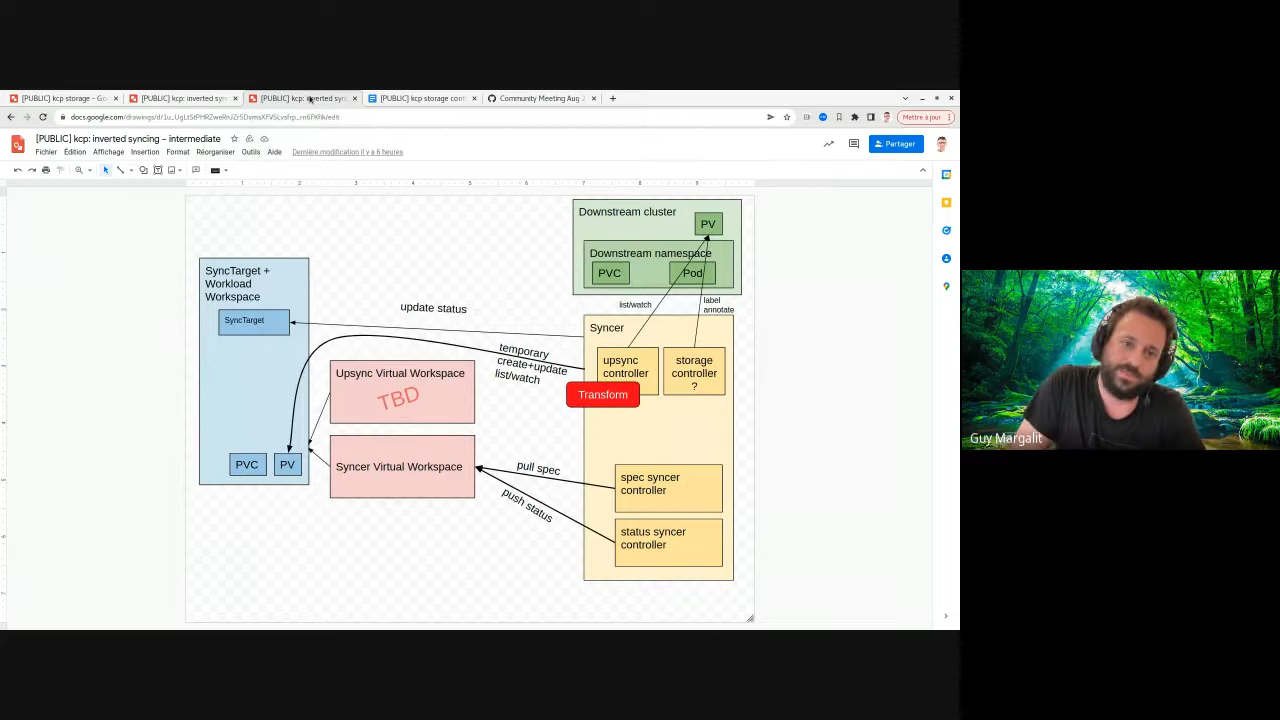 [PUBLIC] kcp storage - Go
[PUBLIC] kcp: inverted syn
[PUBLIC] kcp: inverted syn
[PUBLIC] kcp storage cont
Community Meeting Aug 2
Mettre à jour
[PUBLIC] kcp: inverted syncing – intermediate
Fichier Édition Affichage Insertion Format Réorganiser Outils Aide Dernière modification il y a 6 heures
Partager
Downstream cluster
PV
Downstream namespace
PVC
Pod
SyncTarget +
Workload
Workspace
SyncTarget
update status
list/watch
label
annotate
Syncer
temporary
create+update
list/watch
upsync
controller
storage
controller
?
Transform
Upsync Virtual Workspace
TBD
PVC
PV
Syncer Virtual Workspace
pull spec
push status
spec syncer
controller
status syncer
controller
Guy Margalit